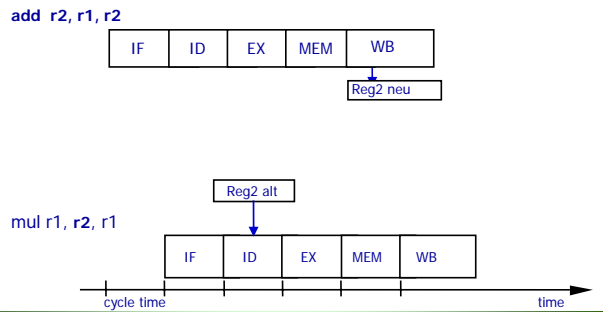 add r2, r1, r2
IF ID EX MEM WB
Reg2 neu
Reg2 alt
mul r1, r2, r1
IF ID EX MEM WB
cycle time time